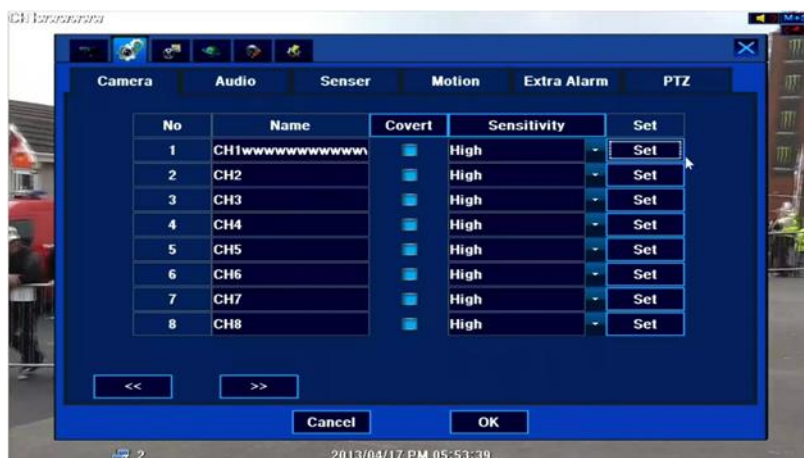 CH1wwwwwww
M
Camera Audio Senser Motion Extra Alarm PTZ
No Name Covert Sensitivity Set
1 CH1wwwwwwwwwwww High Set
2 CH2 High Set
3 CH3 High Set
4 CH4 High Set
5 CH5 High Set
6 CH6 High Set
7 CH7 High Set
8 CH8 High Set
<< >>
Cancel OK
2 2013/04/17 PM 05:53:39